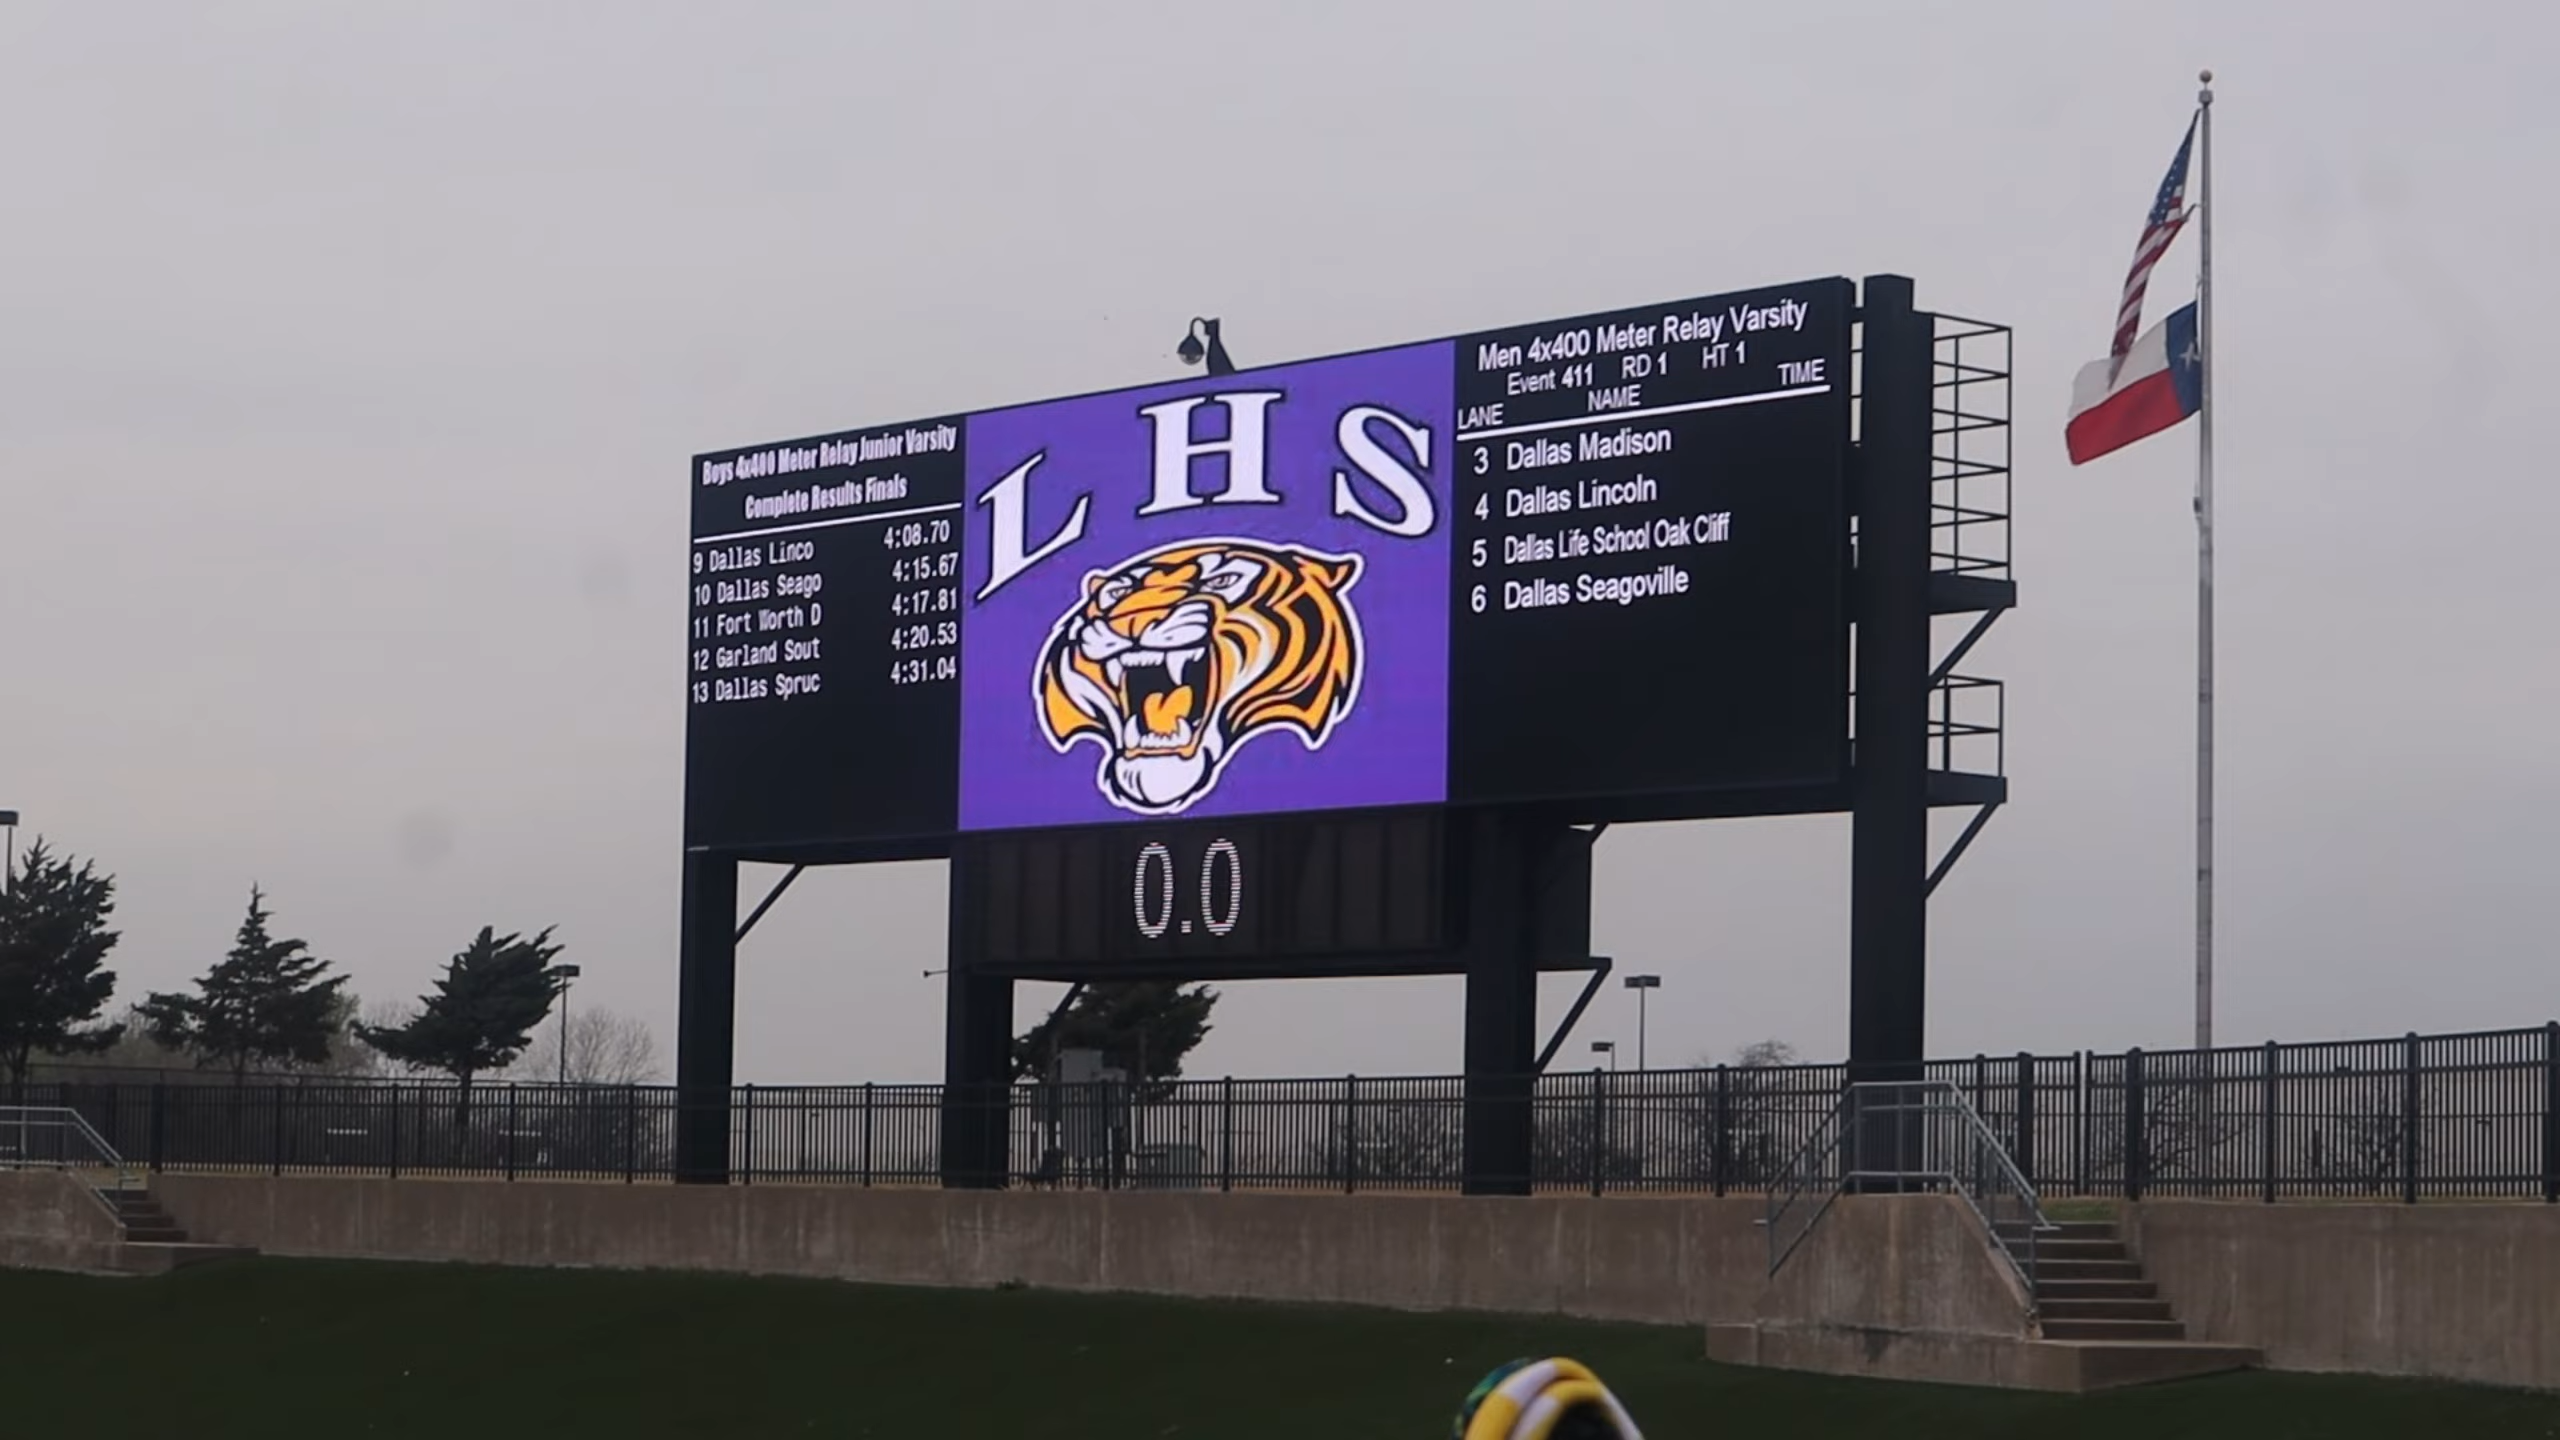 Boys 4x400 Meter Relay Junior Varsity
Complete Results Finals
9 Dallas Linco 4:08.70
10 Dallas Seago 4:15.67
11 Fort Worth D 4:17.81
12 Garland Sout 4:20.53
13 Dallas Spruc 4:31.04
LHS
0.0
Men 4x400 Meter Relay Varsity
Event 411 RD 1 HT 1
LANE NAME TIME
3 Dallas Madison
4 Dallas Lincoln
5 Dallas Life School Oak Cliff
6 Dallas Seagoville